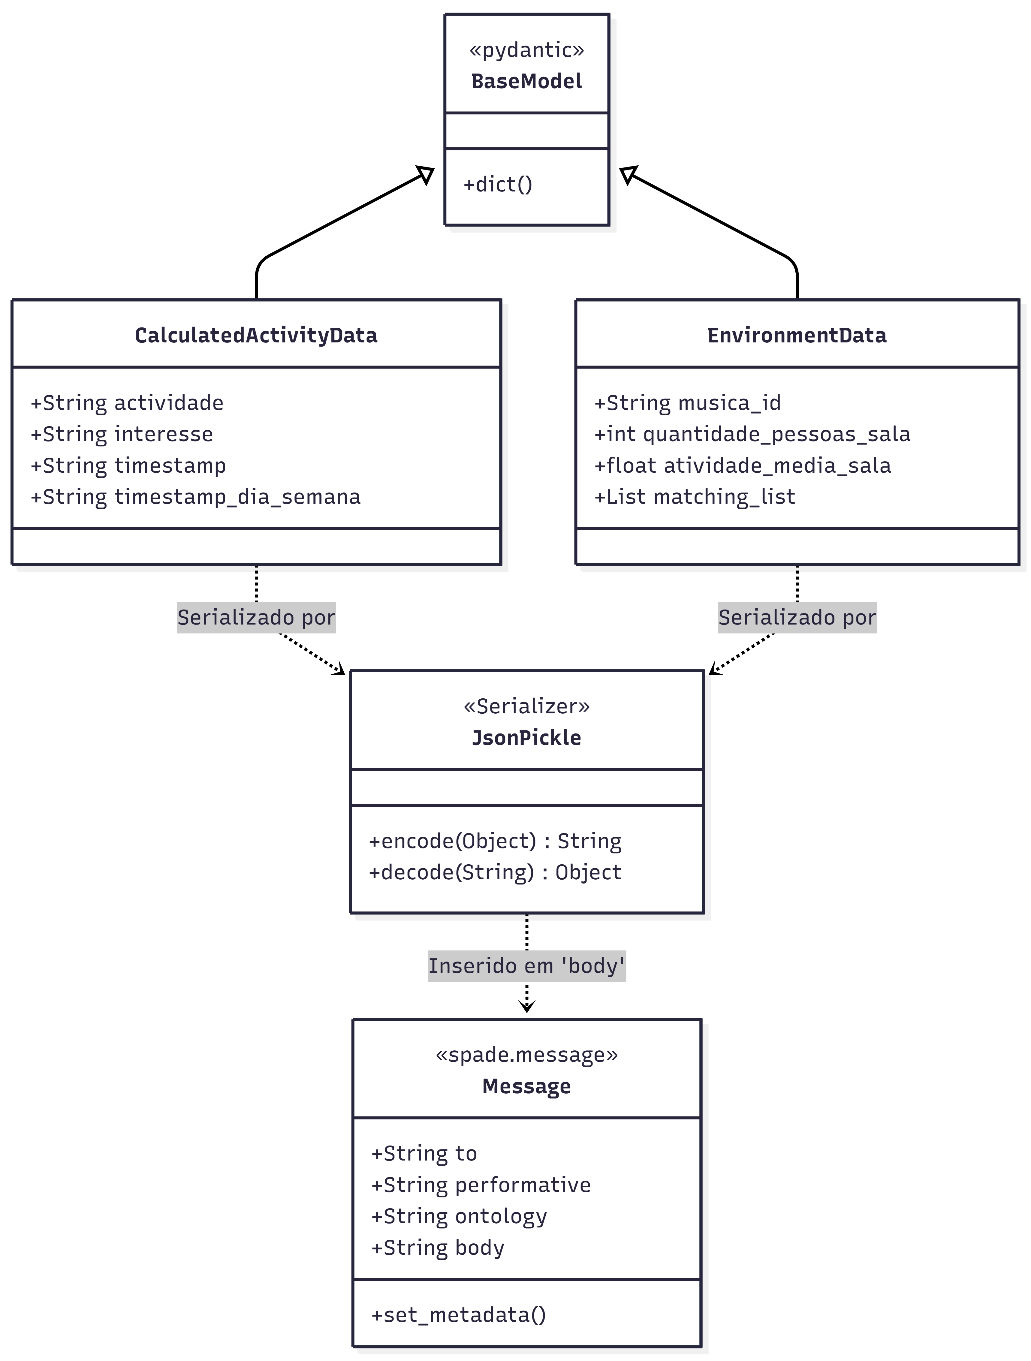 «pydantic»
BaseModel
+dict()
CalculatedActivityData
+String actividade
+String interesse
+String timestamp
+String timestamp_dia_semana
EnvironmentData
+String musica_id
+int quantidade_pessoas_sala
+float atividade_media_sala
+List matching_list
Serializado por
Serializado por
«Serializer»
JsonPickle
+encode(Object) : String
+decode(String) : Object
Inserido em 'body'
«spade.message»
Message
+String to
+String performative
+String ontology
+String body
+set_metadata()